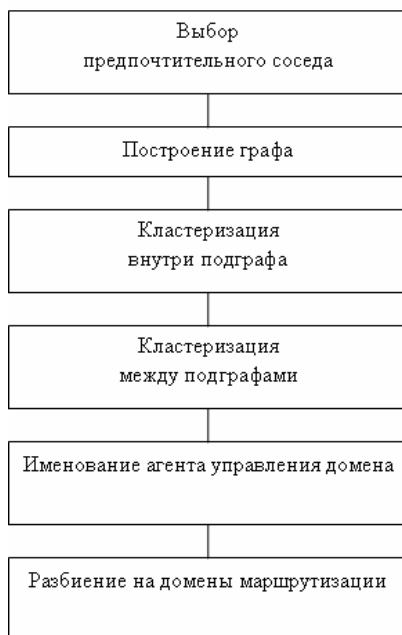 Выбор
предпочтительного соседа
Построение графа
Кластеризация
внутри подграфа
Кластеризация
между подграфами
Именование агента управления домена
Разбиение на домены маршрутизации